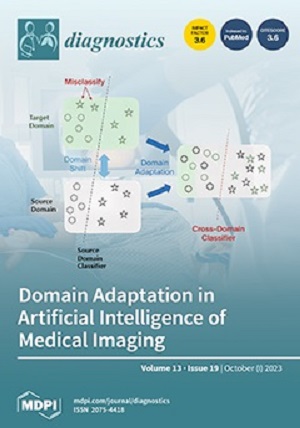 diagnostics
IMPACT
FACTOR
3.6
Indexed in:
PubMed
CITESCORE
3.6
Misclassify
Target
Domain
Domain
Shift
Domain
Adaptation
Source
Domain
Cross-Domain
Classifier
Source
Domain
Classifier
Domain Adaptation in
Artificial Intelligence of
Medical Imaging
Volume 13 • Issue 19 | October (I) 2023
MDPI
mdpi.com/journal/diagnostics
ISSN 2075-4418